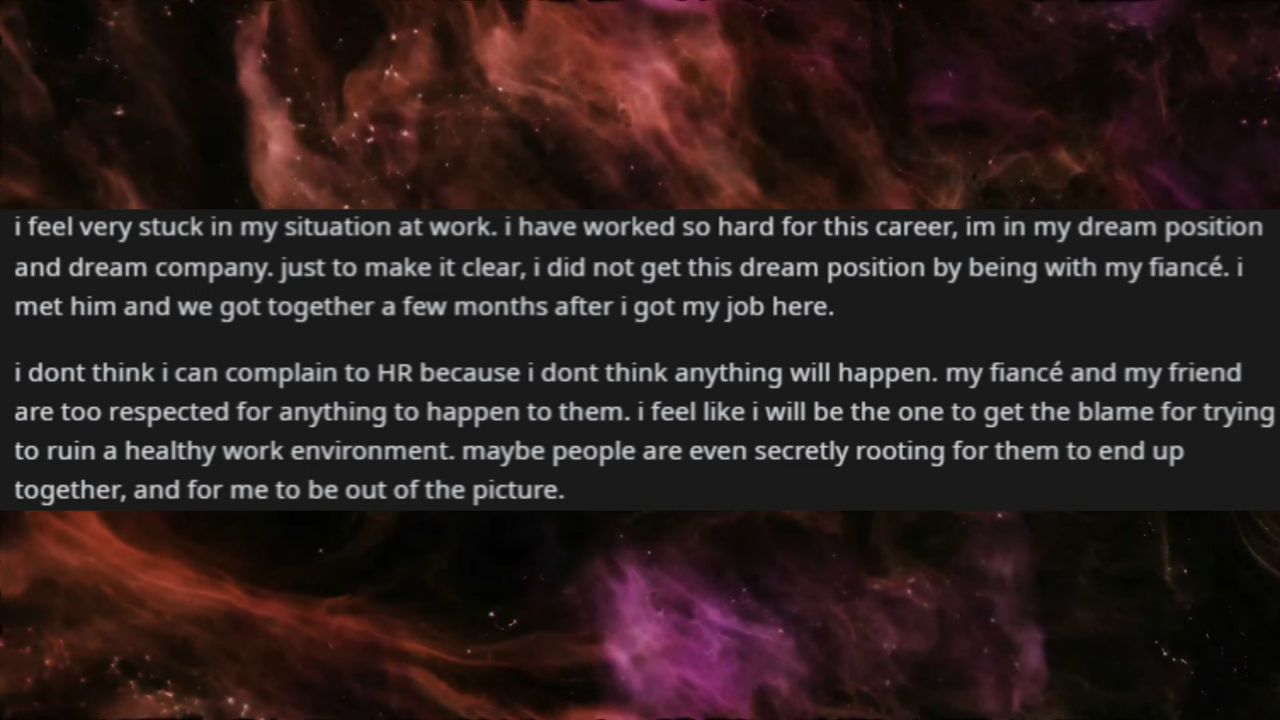 i feel very stuck in my situation at work. i have worked so hard for this career, im in my dream position
and dream company. just to make it clear, i did not get this dream position by being with my fiancé. i
met him and we got together a few months after i got my job here.
i dont think i can complain to HR because i dont think anything will happen. my fiancé and my friend
are too respected for anything to happen to them. i feel like i will be the one to get the blame for trying
to ruin a healthy work environment. maybe people are even secretly rooting for them to end up
together, and for me to be out of the picture.